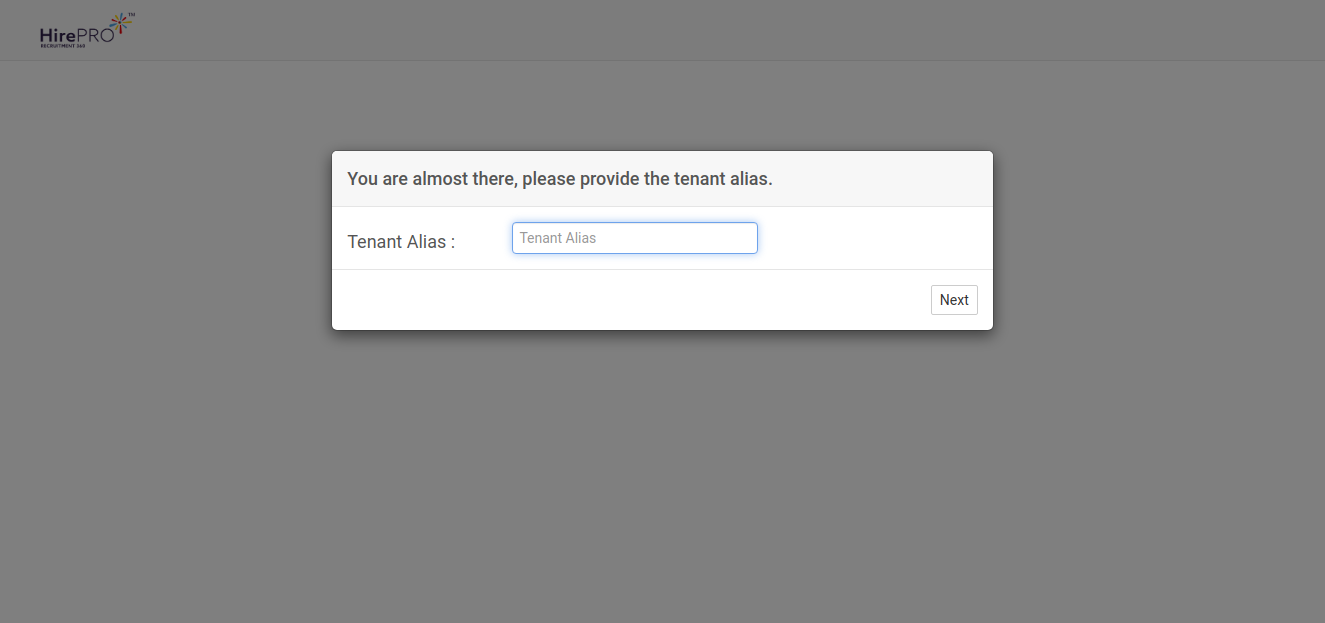 HirePRO™
RECRUITMENT 360
You are almost there, please provide the tenant alias.
Tenant Alias :
Tenant Alias
Next